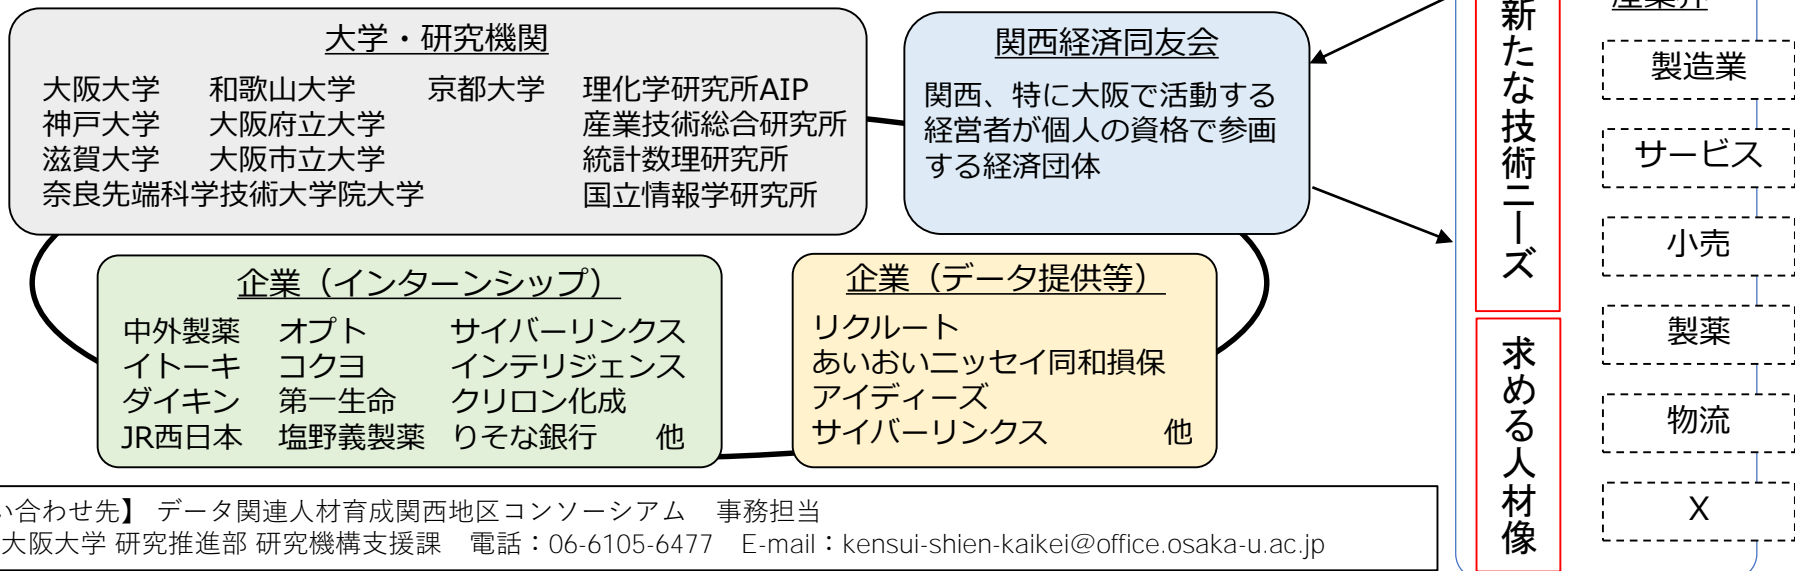 大学・研究機関
大阪大学 和歌山大学 京都大学 理化学研究所AIP
神戸大学 大阪府立大学 産業技術総合研究所
滋賀大学 大阪市立大学 統計数理研究所
奈良先端科学技術大学院大学 国立情報学研究所
関西経済同友会
関西、特に大阪で活動する
経営者が個人の資格で参画
する経済団体
企業（インターンシップ）
中外製薬 オプト サイバーリンクス
イトーキ コクヨ インテリジェンス
ダイキン 第一生命 クリロン化成
JR西日本 塩野義製薬 りそな銀行 他
企業（データ提供等）
リクルート
あいおいニッセイ同和損保
アイディーズ
サイバーリンクス 他
い合わせ先】 データ関連人材育成関西地区コンソーシアム 事務担当
大阪大学 研究推進部 研究機構支援課 電話：06-6105-6477 E-mail：kensui-shien-kaikei@office.osaka-u.ac.jp
新たな技術ニーズ
求める人材像
産業界
製造業
サービス
小売
製薬
物流
X